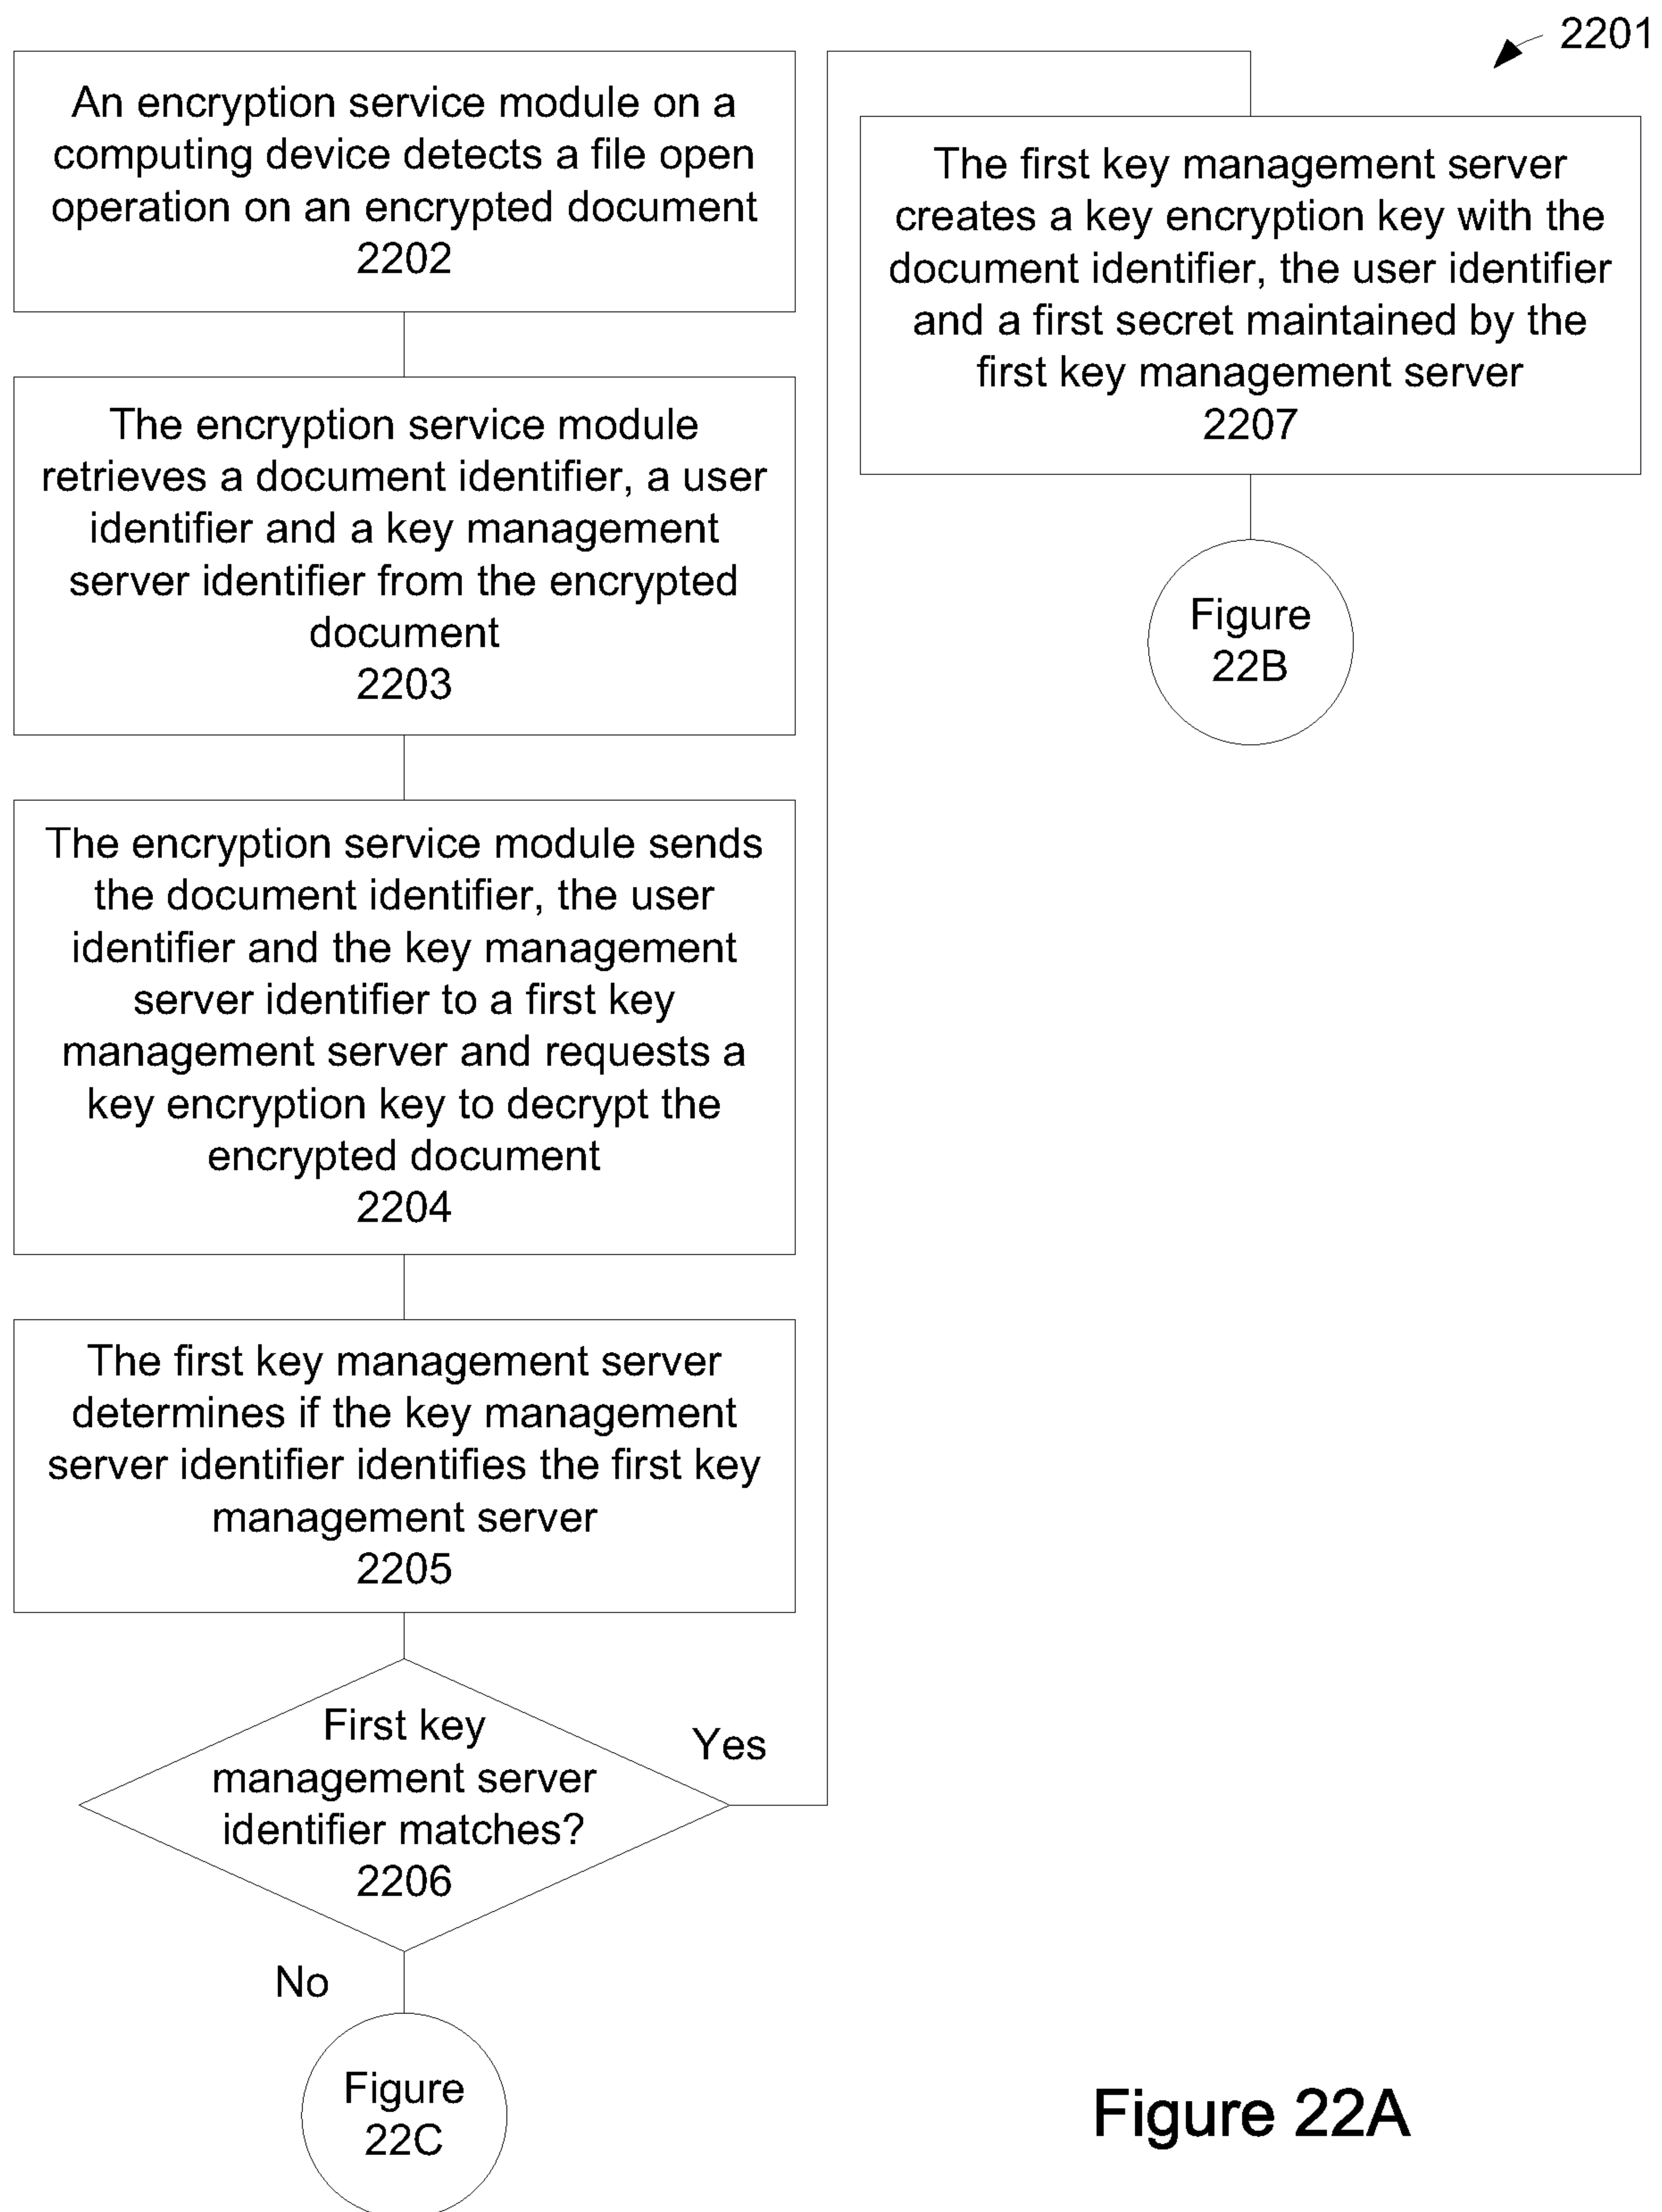 2201
An encryption service module on a
computing device detects a file open
operation on an encrypted document
2202
The encryption service module
retrieves a document identifier, a user
identifier and a key management
server identifier from the encrypted
document
2203
The encryption service module sends
the document identifier, the user
identifier and the key management
server identifier to a first key
management server and requests a
key encryption key to decrypt the
encrypted document
2204
The first key management server
determines if the key management
server identifier identifies the first key
management server
2205
First key
management server
identifier matches?
2206
Yes
No
Figure
22C
The first key management server
creates a key encryption key with the
document identifier, the user identifier
and a first secret maintained by the
first key management server
2207
Figure
22B
Figure 22A